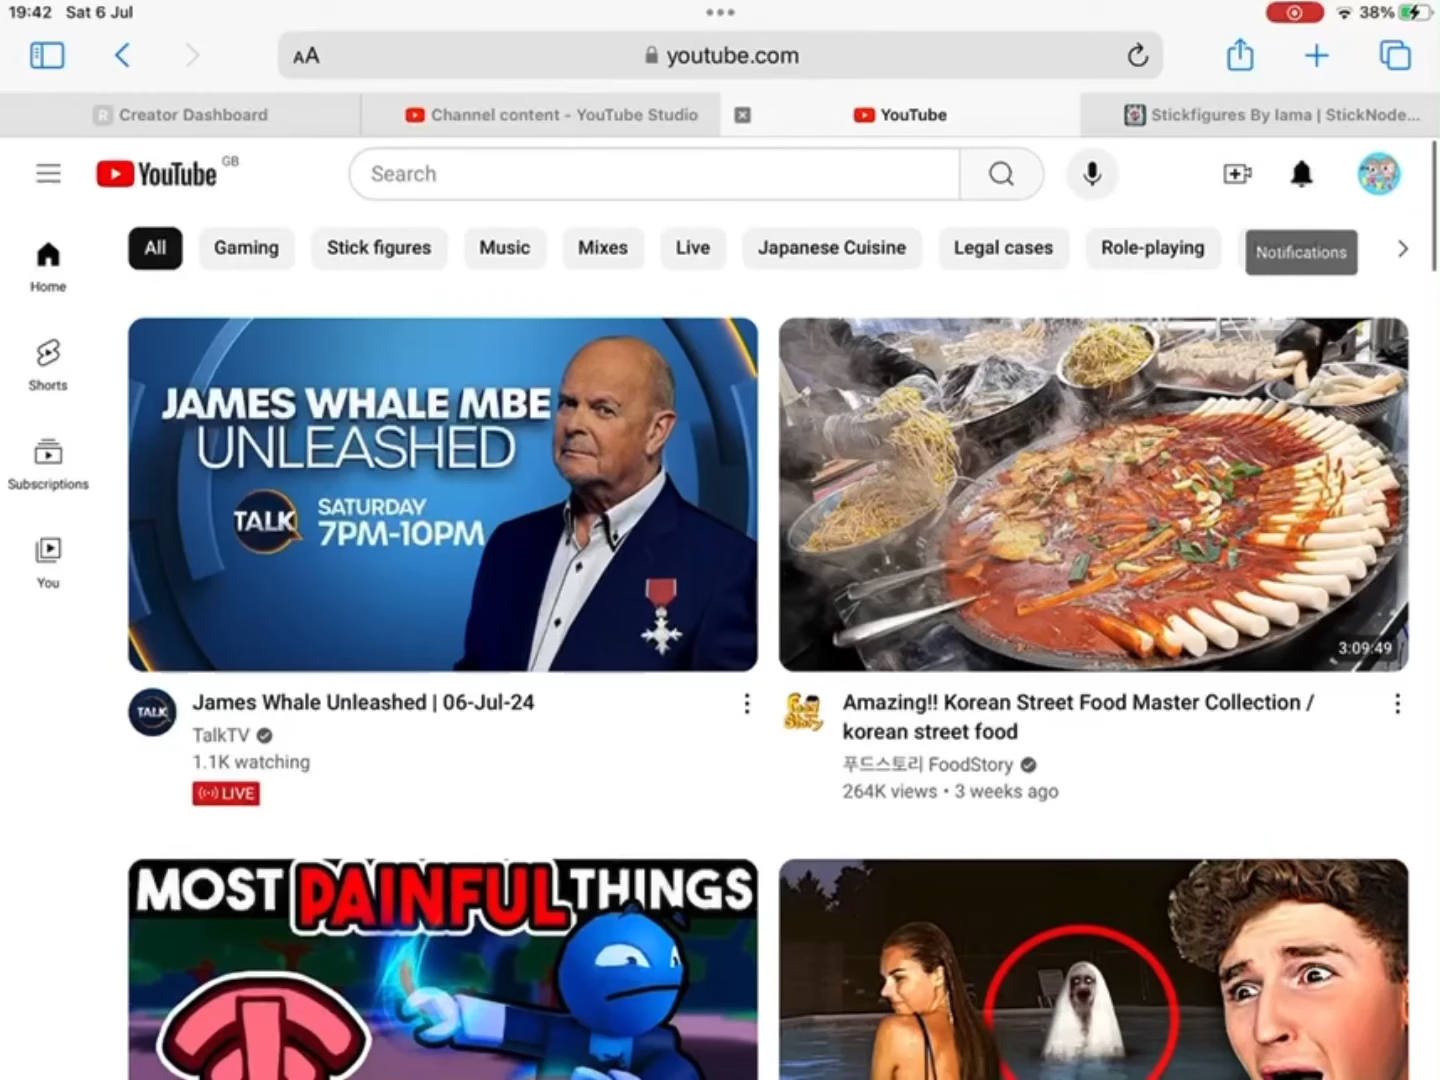 19:42 Sat 6 Jul
38%
AA
youtube.com
Creator Dashboard
Channel content - YouTube Studio
YouTube
Stickfigures By Iama | StickNode...
YouTube GB
Search
All
Gaming
Stick figures
Music
Mixes
Live
Japanese Cuisine
Legal cases
Role-playing
Notifications
Home
Shorts
Subscriptions
You
JAMES WHALE MBE
UNLEASHED
TALK
SATURDAY
7PM-10PM
3:09:49
TALK
James Whale Unleashed | 06-Jul-24
TalkTV
1.1K watching
LIVE
Food
Story
Amazing!! Korean Street Food Master Collection /
korean street food
푸드스토리 FoodStory
264K views • 3 weeks ago
MOST PAINFUL THINGS